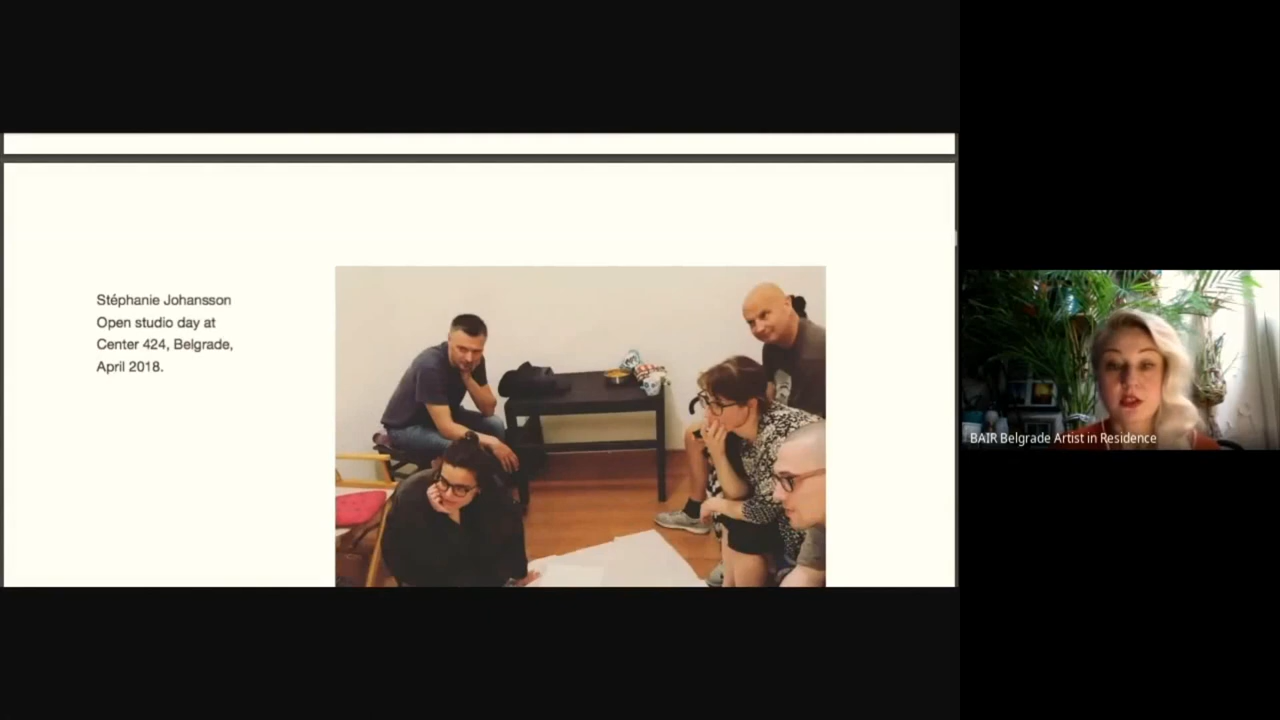 Stéphanie Johansson
Open studio day at
Center 424, Belgrade,
April 2018.
BAIR Belgrade Artist in Residence